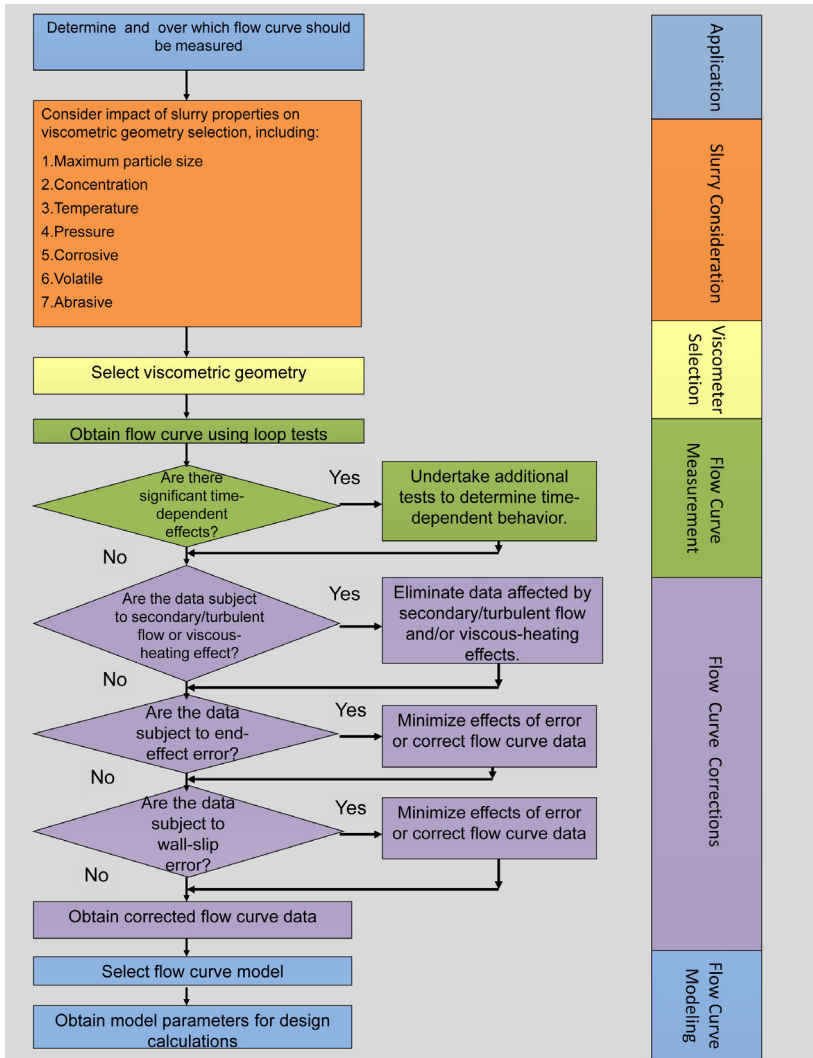 Determine  and  over which flow curve should
be measured
Consider impact of slurry properties on
viscometric geometry selection, including:
1.Maximum particle size
2.Concentration
3.Temperature
4.Pressure
5.Corrosive
6.Volatile
7.Abrasive
Select viscometric geometry
Obtain flow curve using loop tests
Are there
significant time-
dependent
effects?
Yes
Undertake additional
tests to determine time-
dependent behavior.
No
Are the data subject
to secondary/turbulent
flow or viscous-
heating effect?
Yes
Eliminate data affected by
secondary/turbulent flow
and/or viscous-heating
effects.
No
Are the data
subject to end-
effect error?
Yes
Minimize effects of error
or correct flow curve data
No
Are the data
subject to
wall-slip
error?
Yes
Minimize effects of error
or correct flow curve data
No
Obtain corrected flow curve data
Select flow curve model
Obtain model parameters for design
calculations
Application
Slurry Consideration
Viscometer
Selection
Flow Curve
Measurement
Flow Curve Corrections
Flow Curve
Modeling